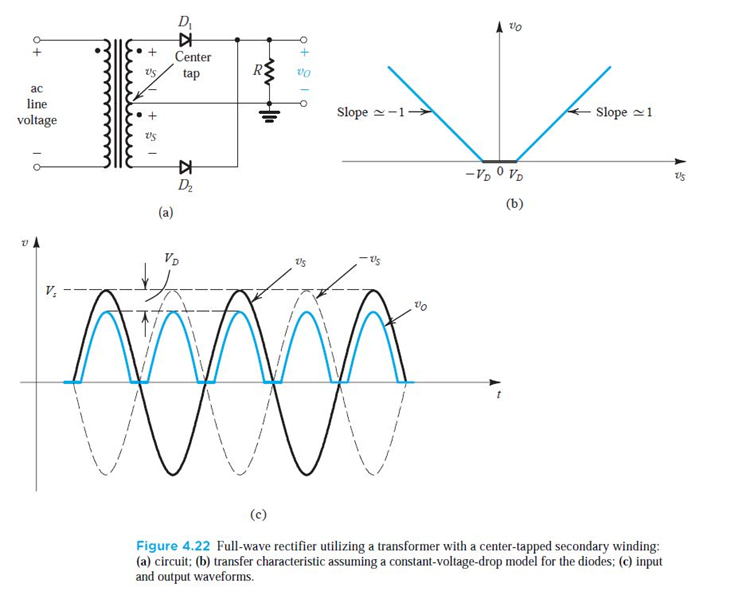 D1
+
+
Center
tap
+
vS
R
vO
−
−
ac
line
voltage
+
vS
−
−
D2
(a)
vO
Slope ≃ −1
Slope ≃ 1
−VD 0 VD
vS
(b)
v
VD
vS
−vS
Vs
vO
t
(c)
Figure 4.22 Full-wave rectifier utilizing a transformer with a center-tapped secondary winding:
(a) circuit; (b) transfer characteristic assuming a constant-voltage-drop model for the diodes; (c) input
and output waveforms.